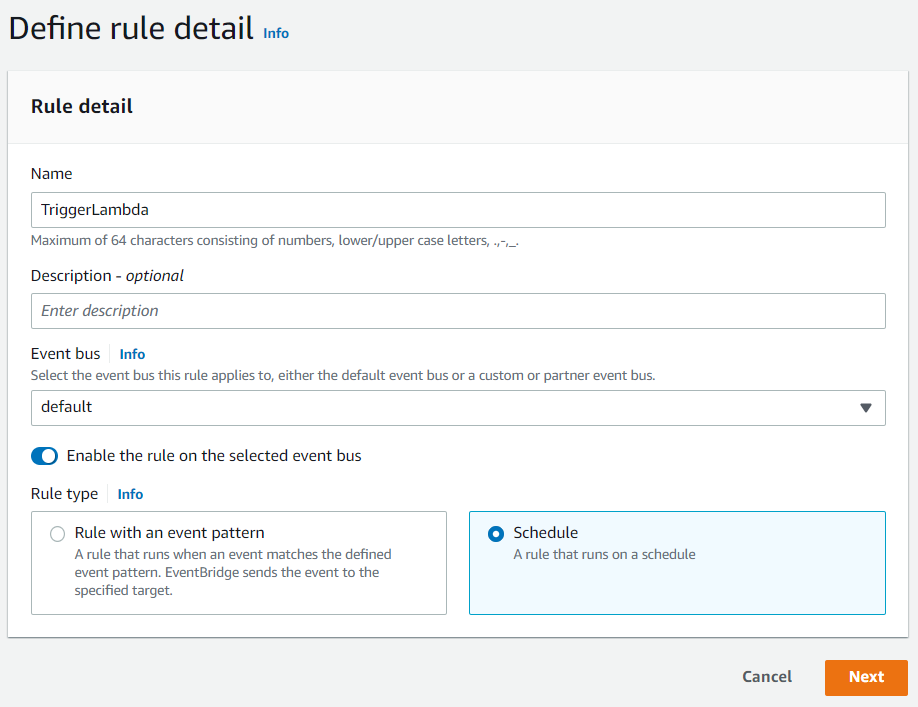 Define rule detail Info
Rule detail
Name
TriggerLambda
Maximum of 64 characters consisting of numbers, lower/upper case letters, .,-,_.
Description - optional
Enter description
Event bus Info
Select the event bus this rule applies to, either the default event bus or a custom or partner event bus.
default
Enable the rule on the selected event bus
Rule type Info
Rule with an event pattern
A rule that runs when an event matches the defined
event pattern. EventBridge sends the event to the
specified target.
Schedule
A rule that runs on a schedule
Cancel Next